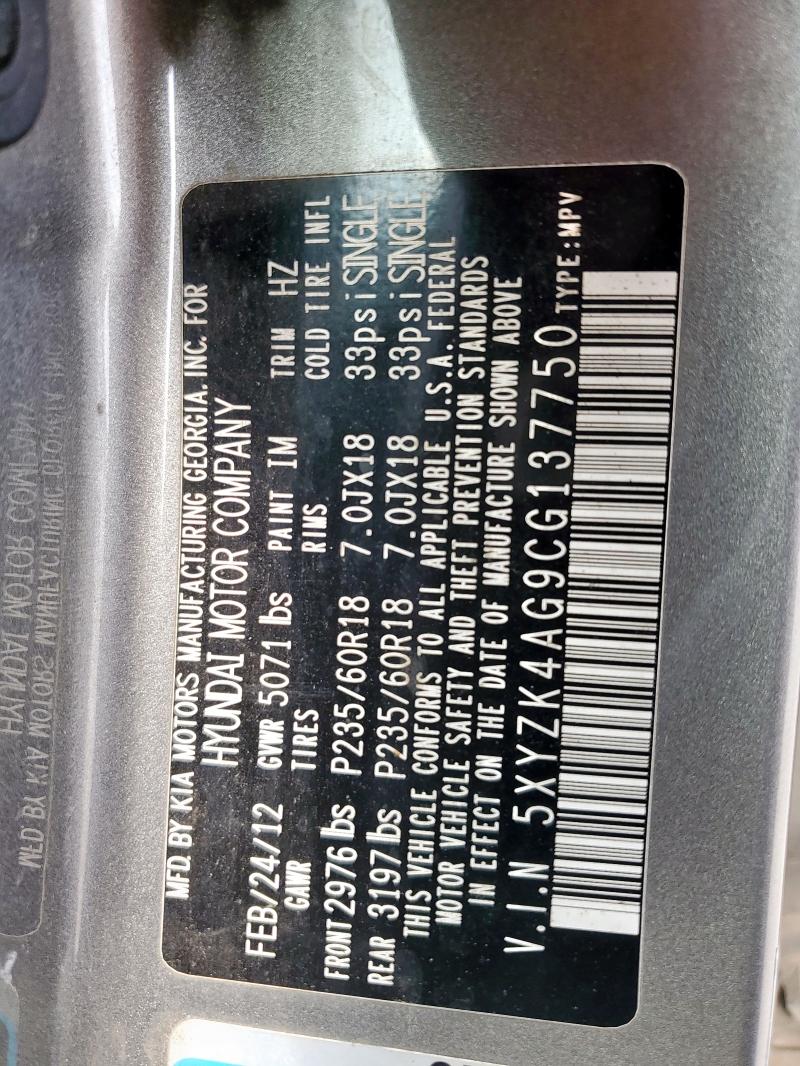 MFD. BY KIA MOTORS MANUFACTURING GEORGIA. INC. FOR
HYUNDAI MOTOR COMPANY
FEB/24/12 GVWR 5071 lbs PAINT IM TRIM HZ
GAWR TIRES RIMS COLD TIRE INFL
FRONT 2976 lbs P235/60R18 7.0JX18 33psi SINGLE
REAR 3197 lbs P235/60R18 7.0JX18 33psi SINGLE
THIS VEHICLE CONFORMS TO ALL APPLICABLE U.S.A. FEDERAL
MOTOR VEHICLE SAFETY AND THEFT PREVENTION STANDARDS
IN EFFECT ON THE DATE OF MANUFACTURE SHOWN ABOVE
V.I.N 5XYZK4AG9CG137750 TYPE:MPV